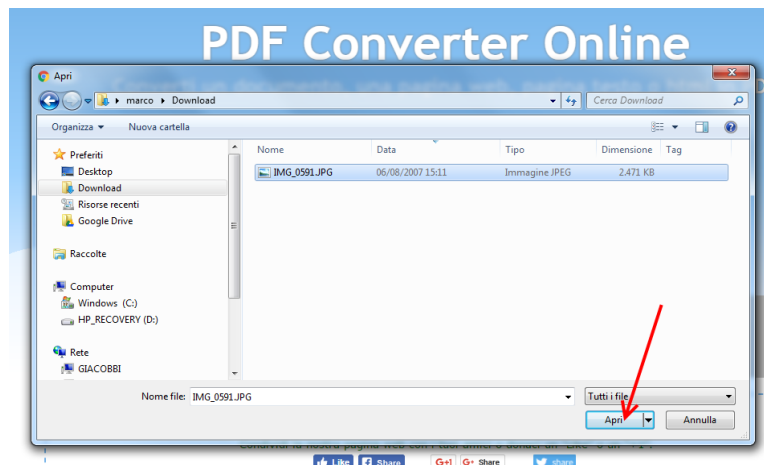 PDF Converter Online
Apri
marco ▸ Download
Cerca Download
Organizza
Nuova cartella
Nome Data Tipo Dimensione Tag
IMG_0591.JPG 06/08/2007 15:11 Immagine JPEG 2.471 KB
Preferiti
Desktop
Download
Risorse recenti
Google Drive
Raccolte
Computer
Windows (C:)
HP_RECOVERY (D:)
Rete
GIACOBBI
Nome file: IMG_0591.JPG
Tutti i file
Apri Annulla
Like Share G+1 G+ Share share